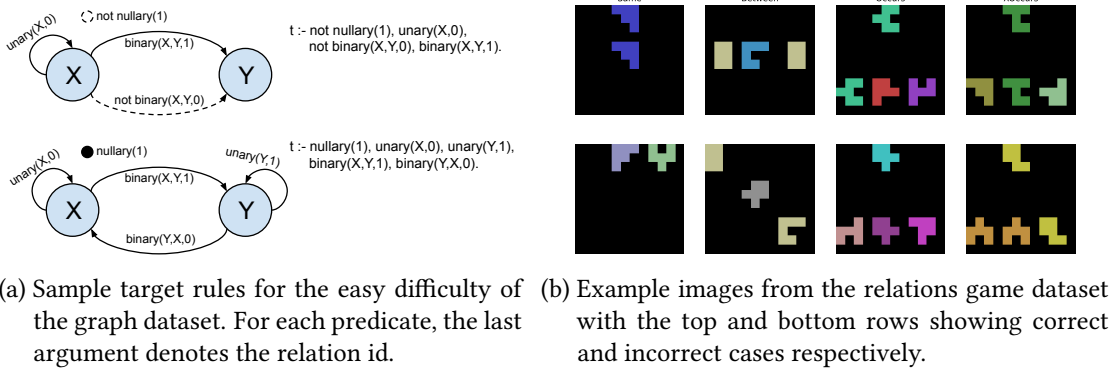 not nullary(1)
unary(X,0)
binary(X,Y,1)
X
Y
not binary(X,Y,0)
t :- not nullary(1), unary(X,0),
not binary(X,Y,0), binary(X,Y,1).
nullary(1)
unary(X,0)
unary(Y,1)
binary(X,Y,1)
X
Y
binary(Y,X,0)
t :- nullary(1), unary(X,0), unary(Y,1),
binary(X,Y,1), binary(Y,X,0).
(a) Sample target rules for the easy difficulty of
the graph dataset. For each predicate, the last
argument denotes the relation id.
(b) Example images from the relations game dataset
with the top and bottom rows showing correct
and incorrect cases respectively.